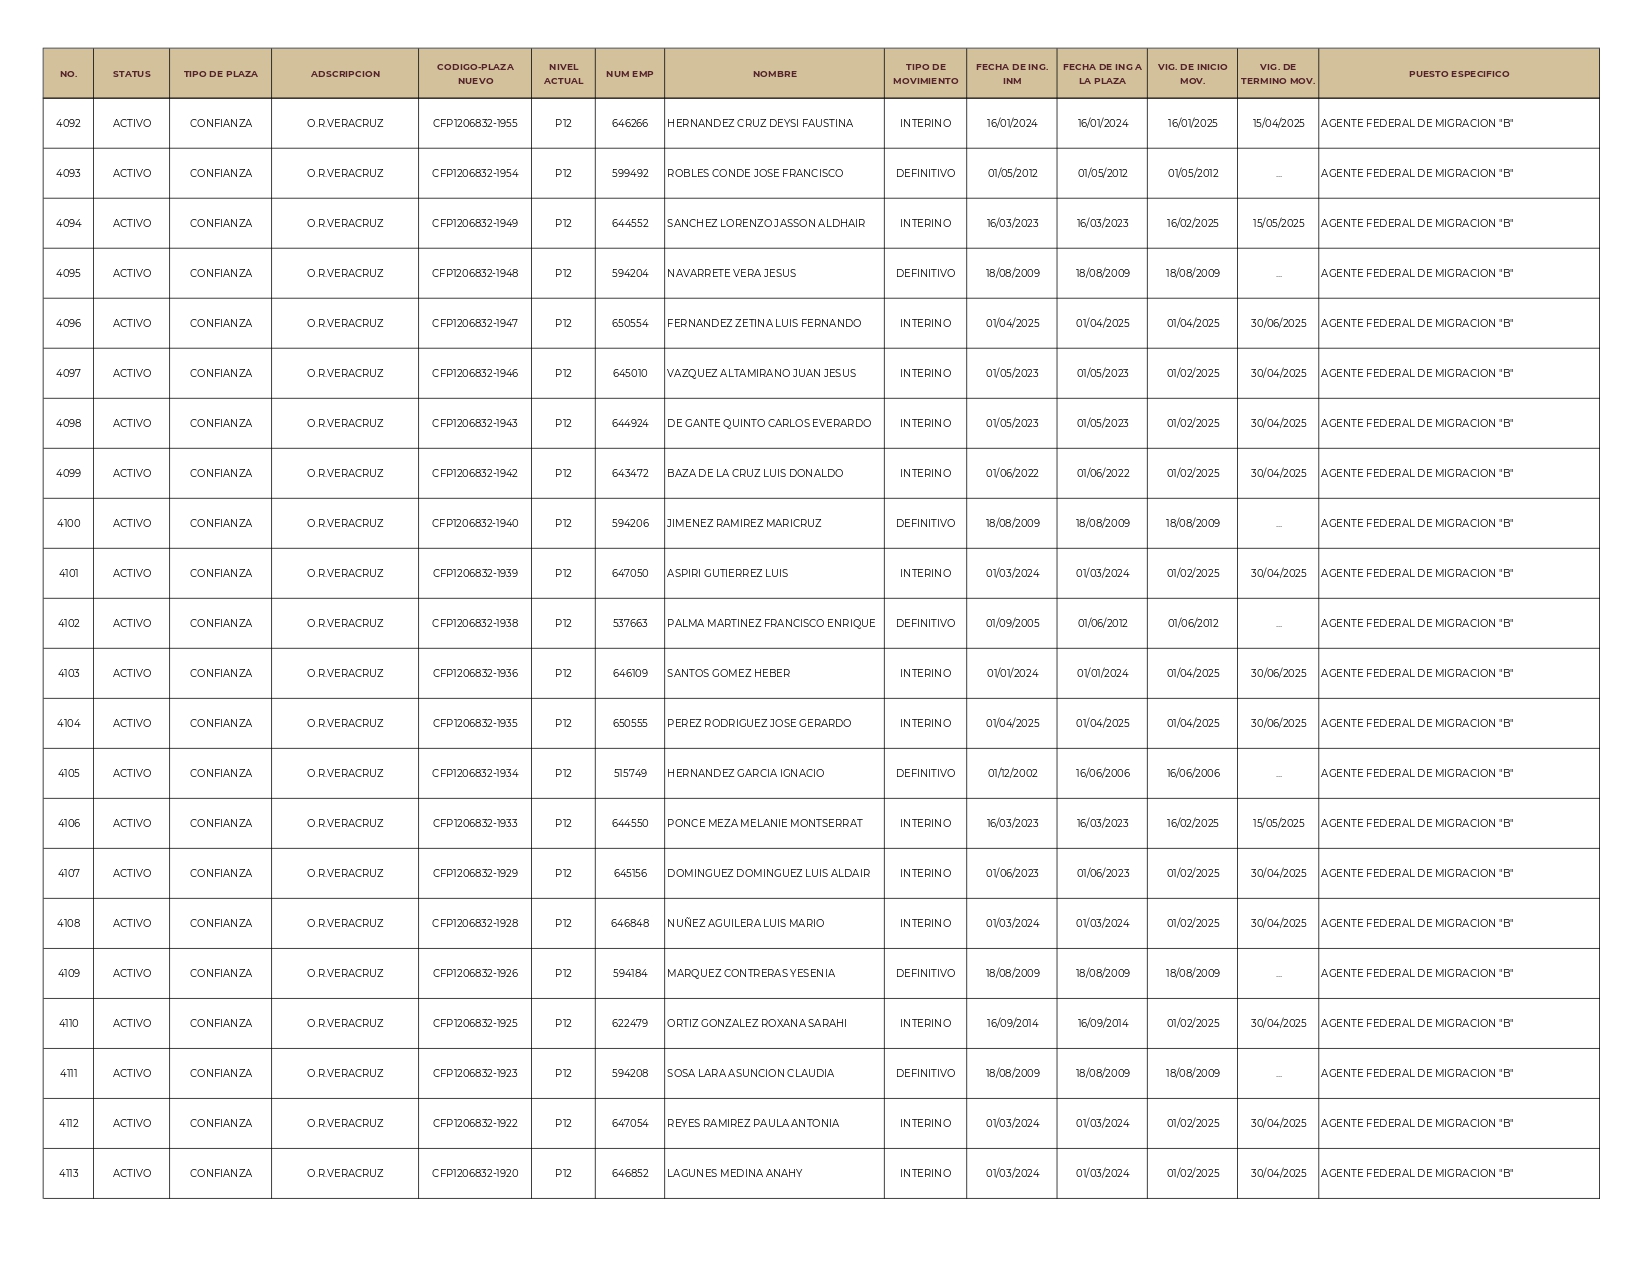 NO. STATUS TIPO DE PLAZA ADSCRIPCION CODIGO-PLAZA NUEVO NIVEL ACTUAL NUM EMP NOMBRE TIPO DE MOVIMIENTO FECHA DE ING. INM FECHA DE ING A LA PLAZA VIG. DE INICIO MOV. VIG. DE TERMINO MOV. PUESTO ESPECIFICO
4092 ACTIVO CONFIANZA O.R.VERACRUZ CFP1206832-1955 P12 646266 HERNANDEZ CRUZ DEYSI FAUSTINA INTERINO 16/01/2024 16/01/2024 16/01/2025 15/04/2025 AGENTE FEDERAL DE MIGRACION "B"
4093 ACTIVO CONFIANZA O.R.VERACRUZ CFP1206832-1954 P12 599492 ROBLES CONDE JOSE FRANCISCO DEFINITIVO 01/05/2012 01/05/2012 01/05/2012 ... AGENTE FEDERAL DE MIGRACION "B"
4094 ACTIVO CONFIANZA O.R.VERACRUZ CFP1206832-1949 P12 644552 SANCHEZ LORENZO JASSON ALDHAIR INTERINO 16/03/2023 16/03/2023 16/02/2025 15/05/2025 AGENTE FEDERAL DE MIGRACION "B"
4095 ACTIVO CONFIANZA O.R.VERACRUZ CFP1206832-1948 P12 594204 NAVARRETE VERA JESUS DEFINITIVO 18/08/2009 18/08/2009 18/08/2009 ... AGENTE FEDERAL DE MIGRACION "B"
4096 ACTIVO CONFIANZA O.R.VERACRUZ CFP1206832-1947 P12 650554 FERNANDEZ ZETINA LUIS FERNANDO INTERINO 01/04/2025 01/04/2025 01/04/2025 30/06/2025 AGENTE FEDERAL DE MIGRACION "B"
4097 ACTIVO CONFIANZA O.R.VERACRUZ CFP1206832-1946 P12 645010 VAZQUEZ ALTAMIRANO JUAN JESUS INTERINO 01/05/2023 01/05/2023 01/02/2025 30/04/2025 AGENTE FEDERAL DE MIGRACION "B"
4098 ACTIVO CONFIANZA O.R.VERACRUZ CFP1206832-1943 P12 644924 DE GANTE QUINTO CARLOS EVERARDO INTERINO 01/05/2023 01/05/2023 01/02/2025 30/04/2025 AGENTE FEDERAL DE MIGRACION "B"
4099 ACTIVO CONFIANZA O.R.VERACRUZ CFP1206832-1942 P12 643472 BAZA DE LA CRUZ LUIS DONALDO INTERINO 01/06/2022 01/06/2022 01/02/2025 30/04/2025 AGENTE FEDERAL DE MIGRACION "B"
4100 ACTIVO CONFIANZA O.R.VERACRUZ CFP1206832-1940 P12 594206 JIMENEZ RAMIREZ MARICRUZ DEFINITIVO 18/08/2009 18/08/2009 18/08/2009 ... AGENTE FEDERAL DE MIGRACION "B"
4101 ACTIVO CONFIANZA O.R.VERACRUZ CFP1206832-1939 P12 647050 ASPIRI GUTIERREZ LUIS INTERINO 01/03/2024 01/03/2024 01/02/2025 30/04/2025 AGENTE FEDERAL DE MIGRACION "B"
4102 ACTIVO CONFIANZA O.R.VERACRUZ CFP1206832-1938 P12 537663 PALMA MARTINEZ FRANCISCO ENRIQUE DEFINITIVO 01/09/2005 01/06/2012 01/06/2012 ... AGENTE FEDERAL DE MIGRACION "B"
4103 ACTIVO CONFIANZA O.R.VERACRUZ CFP1206832-1936 P12 646109 SANTOS GOMEZ HEBER INTERINO 01/01/2024 01/01/2024 01/04/2025 30/06/2025 AGENTE FEDERAL DE MIGRACION "B"
4104 ACTIVO CONFIANZA O.R.VERACRUZ CFP1206832-1935 P12 650555 PEREZ RODRIGUEZ JOSE GERARDO INTERINO 01/04/2025 01/04/2025 01/04/2025 30/06/2025 AGENTE FEDERAL DE MIGRACION "B"
4105 ACTIVO CONFIANZA O.R.VERACRUZ CFP1206832-1934 P12 515749 HERNANDEZ GARCIA IGNACIO DEFINITIVO 01/12/2002 16/06/2006 16/06/2006 ... AGENTE FEDERAL DE MIGRACION "B"
4106 ACTIVO CONFIANZA O.R.VERACRUZ CFP1206832-1933 P12 644550 PONCE MEZA MELANIE MONTSERRAT INTERINO 16/03/2023 16/03/2023 16/02/2025 15/05/2025 AGENTE FEDERAL DE MIGRACION "B"
4107 ACTIVO CONFIANZA O.R.VERACRUZ CFP1206832-1929 P12 645156 DOMINGUEZ DOMINGUEZ LUIS ALDAIR INTERINO 01/06/2023 01/06/2023 01/02/2025 30/04/2025 AGENTE FEDERAL DE MIGRACION "B"
4108 ACTIVO CONFIANZA O.R.VERACRUZ CFP1206832-1928 P12 646848 NUÑEZ AGUILERA LUIS MARIO INTERINO 01/03/2024 01/03/2024 01/02/2025 30/04/2025 AGENTE FEDERAL DE MIGRACION "B"
4109 ACTIVO CONFIANZA O.R.VERACRUZ CFP1206832-1926 P12 594184 MARQUEZ CONTRERAS YESENIA DEFINITIVO 18/08/2009 18/08/2009 18/08/2009 ... AGENTE FEDERAL DE MIGRACION "B"
4110 ACTIVO CONFIANZA O.R.VERACRUZ CFP1206832-1925 P12 622479 ORTIZ GONZALEZ ROXANA SARAHI INTERINO 16/09/2014 16/09/2014 01/02/2025 30/04/2025 AGENTE FEDERAL DE MIGRACION "B"
4111 ACTIVO CONFIANZA O.R.VERACRUZ CFP1206832-1923 P12 594208 SOSA LARA ASUNCION CLAUDIA DEFINITIVO 18/08/2009 18/08/2009 18/08/2009 ... AGENTE FEDERAL DE MIGRACION "B"
4112 ACTIVO CONFIANZA O.R.VERACRUZ CFP1206832-1922 P12 647054 REYES RAMIREZ PAULA ANTONIA INTERINO 01/03/2024 01/03/2024 01/02/2025 30/04/2025 AGENTE FEDERAL DE MIGRACION "B"
4113 ACTIVO CONFIANZA O.R.VERACRUZ CFP1206832-1920 P12 646852 LAGUNES MEDINA ANAHY INTERINO 01/03/2024 01/03/2024 01/02/2025 30/04/2025 AGENTE FEDERAL DE MIGRACION "B"